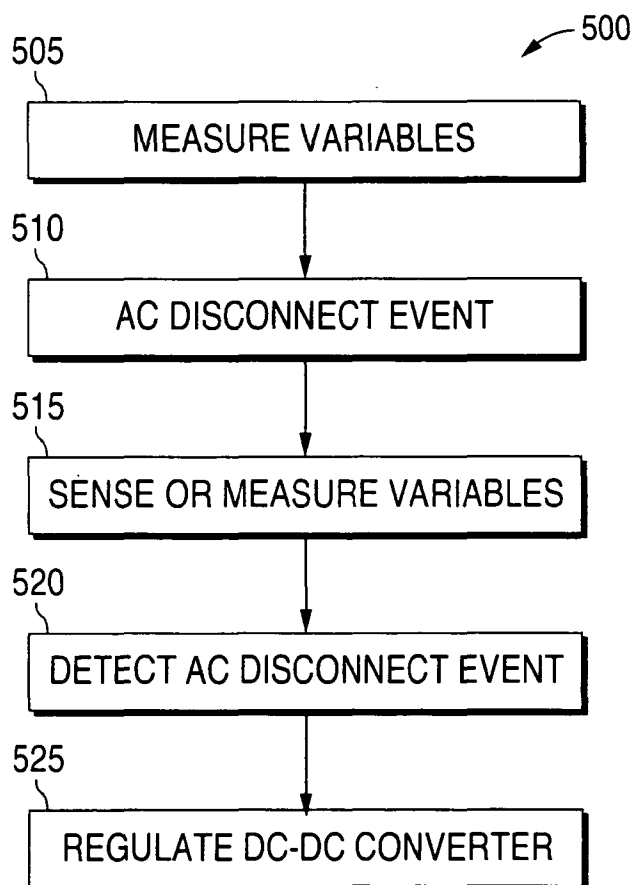 500
505
MEASURE VARIABLES
510
AC DISCONNECT EVENT
515
SENSE OR MEASURE VARIABLES
520
DETECT AC DISCONNECT EVENT
525
REGULATE DC-DC CONVERTER